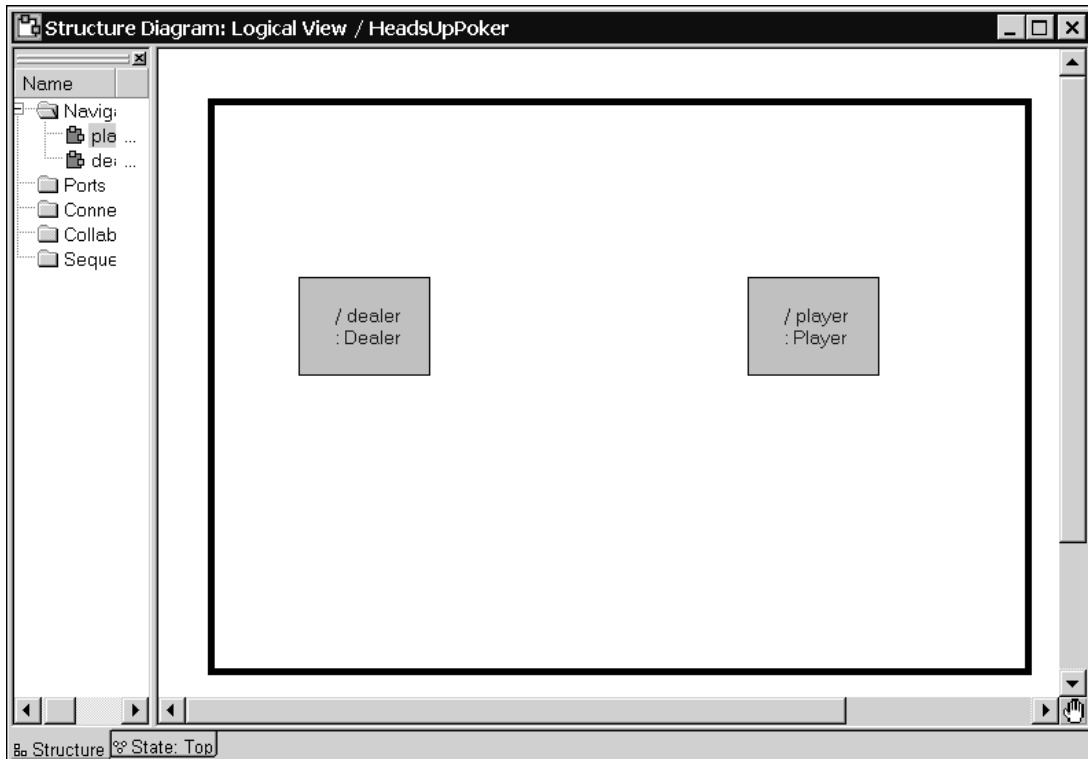 Structure Diagram: Logical View / HeadsUpPoker
Name
Naviga
pla ...
dea ...
Ports
Conne
Collab
Seque
/ dealer
: Dealer
/ player
: Player
Structure
State: Top